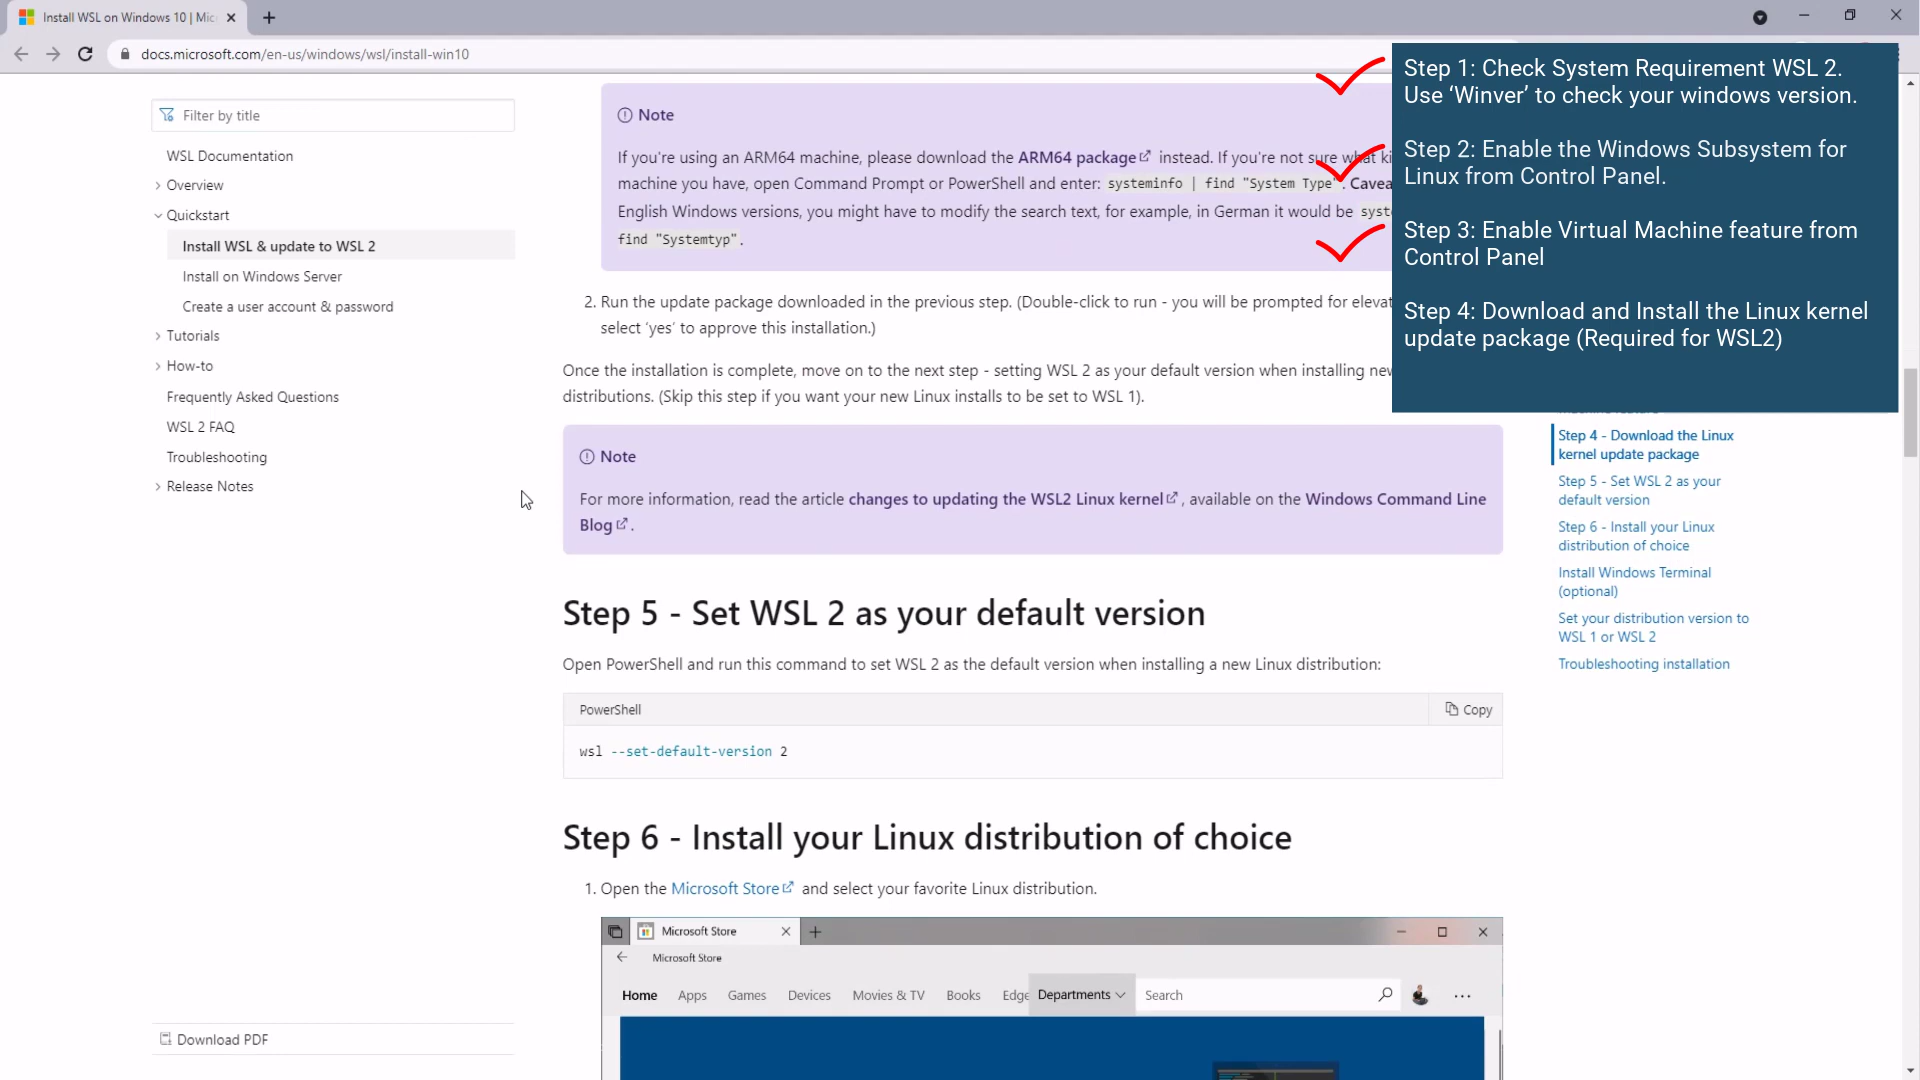 Install WSL on Windows 10 | Mic
docs.microsoft.com/en-us/windows/wsl/install-win10
Step 1: Check System Requirement WSL 2.
Use ‘Winver’ to check your windows version.
Step 2: Enable the Windows Subsystem for
Linux from Control Panel.
Step 3: Enable Virtual Machine feature from
Control Panel
Step 4: Download and Install the Linux kernel
update package (Required for WSL2)
Filter by title
WSL Documentation
Overview
Quickstart
Install WSL & update to WSL 2
Install on Windows Server
Create a user account & password
Tutorials
How-to
Frequently Asked Questions
WSL 2 FAQ
Troubleshooting
Release Notes
Download PDF
Note
If you're using an ARM64 machine, please download the ARM64 package instead. If you're not sure what ki
machine you have, open Command Prompt or PowerShell and enter: systeminfo | find "System Type". Cavea
English Windows versions, you might have to modify the search text, for example, in German it would be syst
find "Systemtyp".
2. Run the update package downloaded in the previous step. (Double-click to run - you will be prompted for elevat
select ‘yes’ to approve this installation.)
Once the installation is complete, move on to the next step - setting WSL 2 as your default version when installing new
distributions. (Skip this step if you want your new Linux installs to be set to WSL 1).
Note
For more information, read the article changes to updating the WSL2 Linux kernel, available on the Windows Command Line
Blog.
Step 5 - Set WSL 2 as your default version
Open PowerShell and run this command to set WSL 2 as the default version when installing a new Linux distribution:
PowerShell
Copy
wsl --set-default-version 2
Step 6 - Install your Linux distribution of choice
1. Open the Microsoft Store and select your favorite Linux distribution.
Microsoft Store
Microsoft Store
Home Apps Games Devices Movies & TV Books Edge Departments Search
Step 4 - Download the Linux
kernel update package
Step 5 - Set WSL 2 as your
default version
Step 6 - Install your Linux
distribution of choice
Install Windows Terminal
(optional)
Set your distribution version to
WSL 1 or WSL 2
Troubleshooting installation